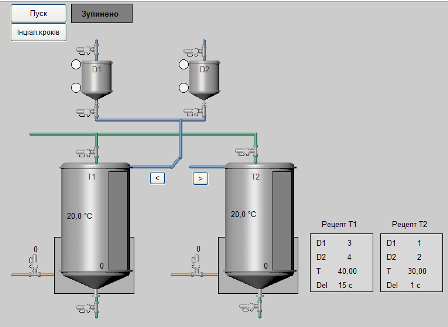 Пуск
Зупинено
Ініціал.кроків
D1
D2
T1
T2
<
>
20,0 °C
20,0 °C
0
0
0
0
Рецепт Т1
D1 3
D2 4
T 40,00
Del 15 с
Рецепт Т2
D1 1
D2 2
T 30,00
Del 1 с